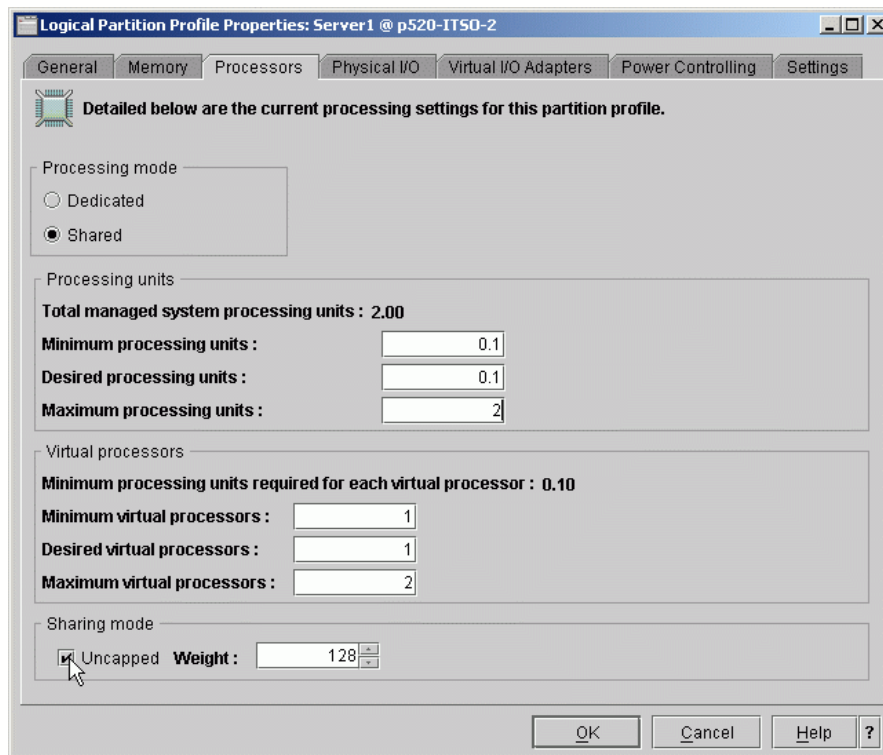 Logical Partition Profile Properties: Server1 @ p520-ITSO-2
General Memory Processors Physical I/O Virtual I/O Adapters Power Controlling Settings
Detailed below are the current processing settings for this partition profile.
Processing mode
Dedicated
Shared
Processing units
Total managed system processing units : 2.00
Minimum processing units : 0.1
Desired processing units : 0.1
Maximum processing units : 2
Virtual processors
Minimum processing units required for each virtual processor : 0.10
Minimum virtual processors : 1
Desired virtual processors : 1
Maximum virtual processors : 2
Sharing mode
Uncapped Weight : 128
OK Cancel Help ?